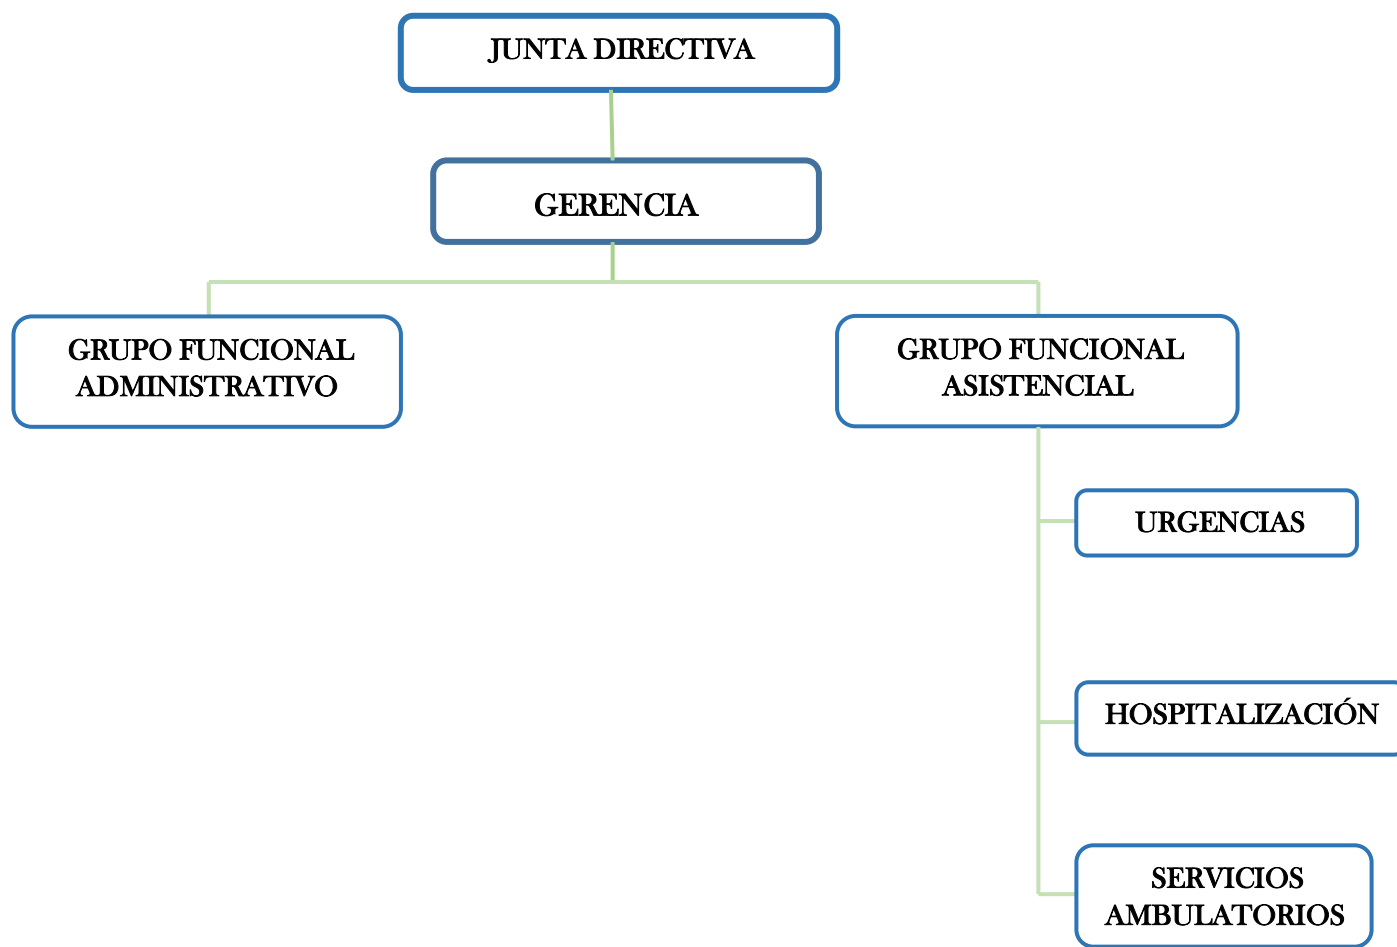 JUNTA DIRECTIVA
GERENCIA
GRUPO FUNCIONAL
ADMINISTRATIVO
GRUPO FUNCIONAL
ASISTENCIAL
URGENCIAS
HOSPITALIZACIÓN
SERVICIOS
AMBULATORIOS